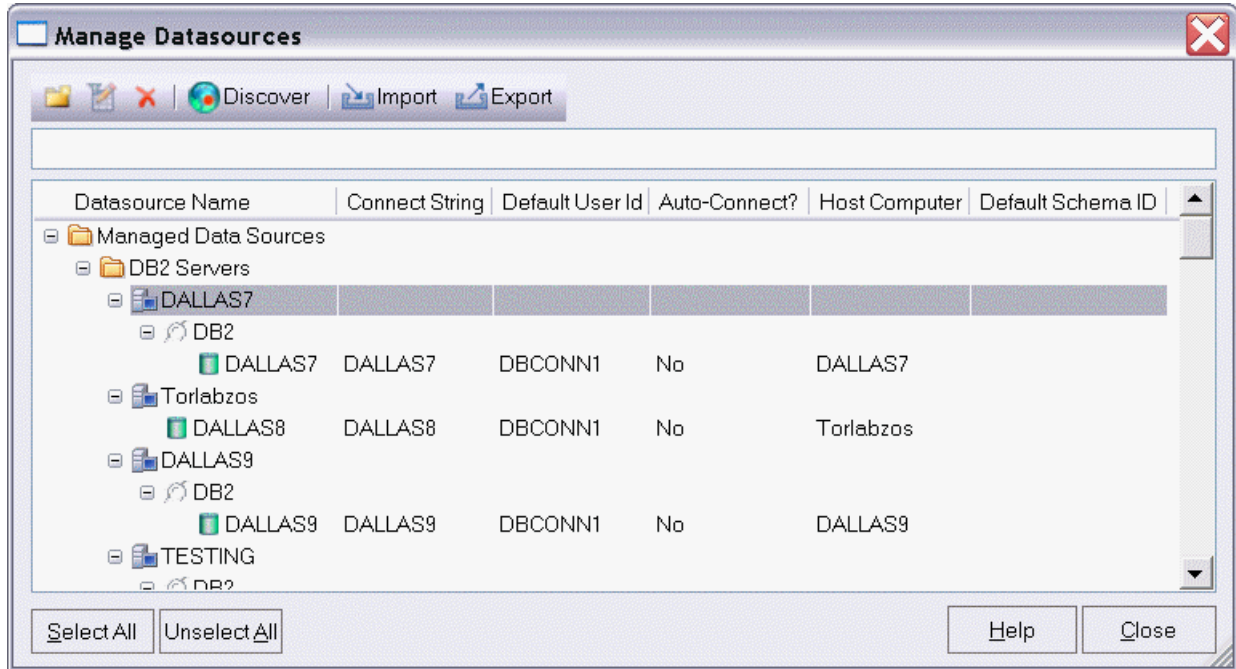 Manage Datasources
Discover Import Export
Datasource Name Connect String Default User Id Auto-Connect? Host Computer Default Schema ID
Managed Data Sources
DB2 Servers
DALLAS7
DB2
DALLAS7 DALLAS7 DBCONN1 No DALLAS7
Torlabzos
DALLAS8 DALLAS8 DBCONN1 No Torlabzos
DALLAS9
DB2
DALLAS9 DALLAS9 DBCONN1 No DALLAS9
TESTING
DB2
Select All Unselect All Help Close